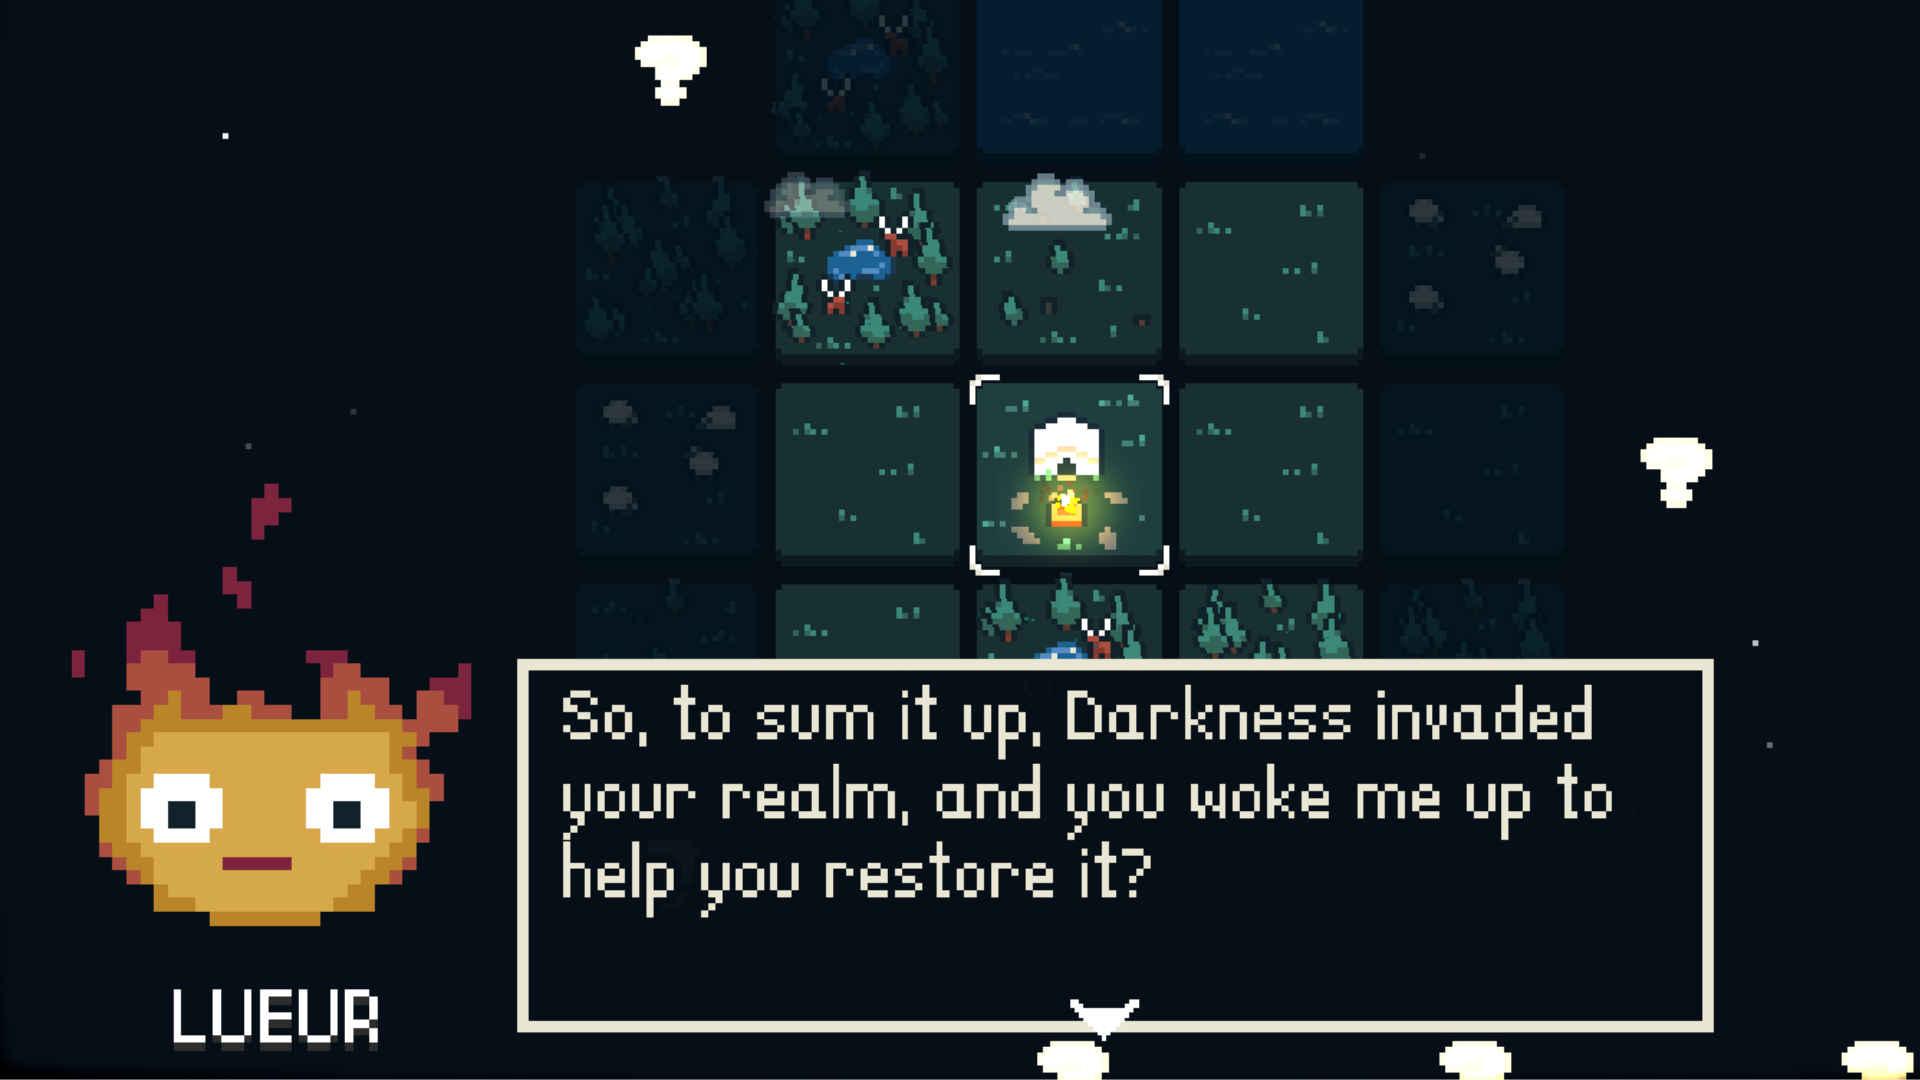 So, to sum it up, Darkness invaded
your realm, and you woke me up to
help you restore it?
LUEUR